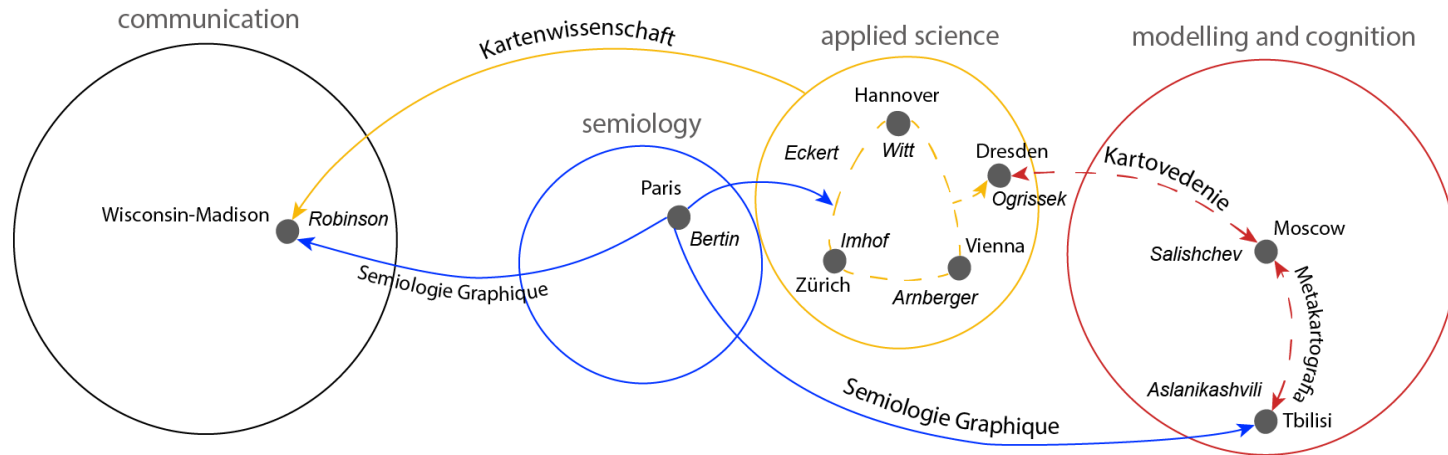 communication
Kartenwissenschaft
applied science
modelling and cognition
semiology
Hannover
Witt
Eckert
Dresden
Ogrissek
Kartovedenie
Paris
Bertin
Wisconsin-Madison
Robinson
Imhof
Zürich
Vienna
Arnberger
Moscow
Salishchev
Semiologie Graphique
Metakartografia
Semiologie Graphique
Aslanikashvili
Tbilisi